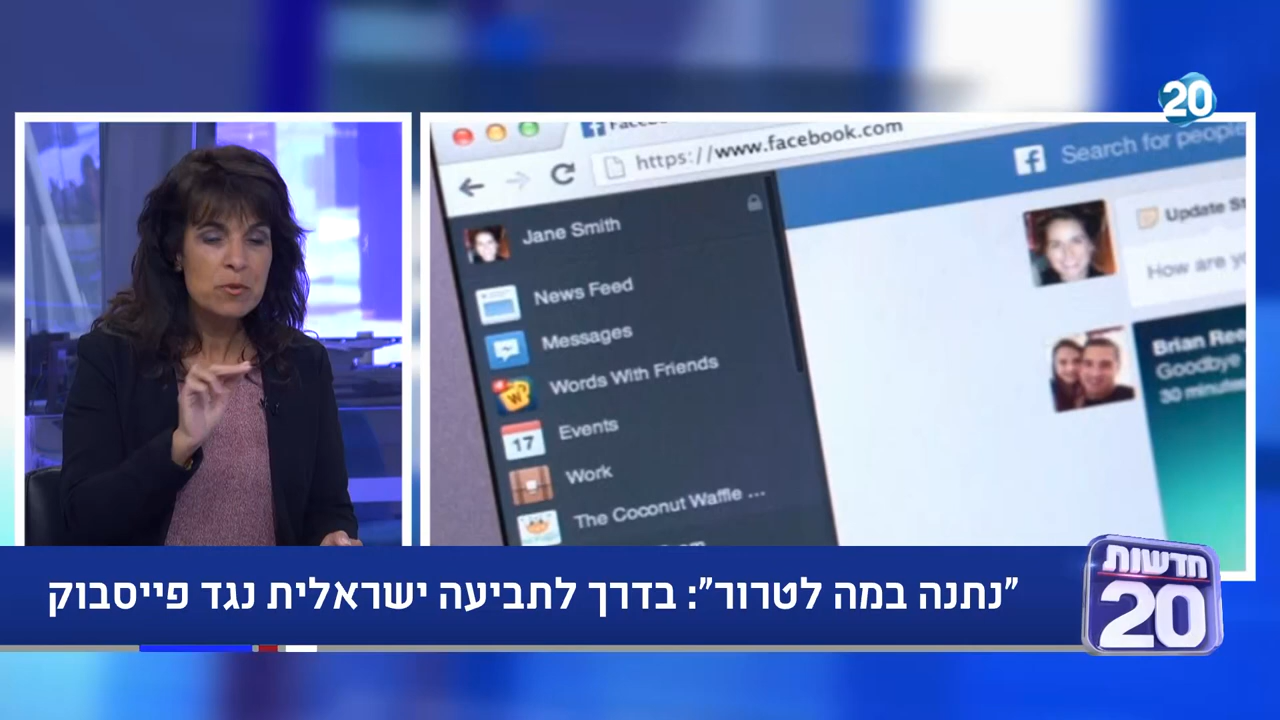 20
https://www.facebook.com
Search for people
Jane Smith
News Feed
Messages
Words With Friends
17
Events
Work
The Coconut Waffle ...
Update St
How are yo
Brian Ree
Goodbye
30 minutes
"נתנה במה לטרור": בדרך לתביעה ישראלית נגד פייסבוק
חדשות
20